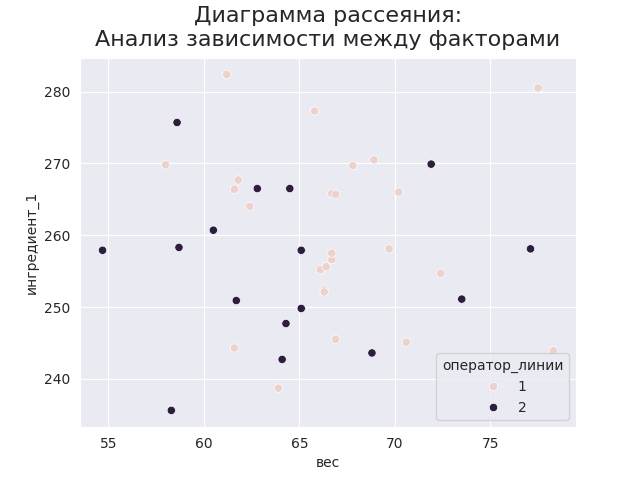 Диаграмма рассеяния:
Анализ зависимости между факторами
280
270
260
250
240
ингредиент_1
55
60
65
70
75
вес
оператор_линии
1
2